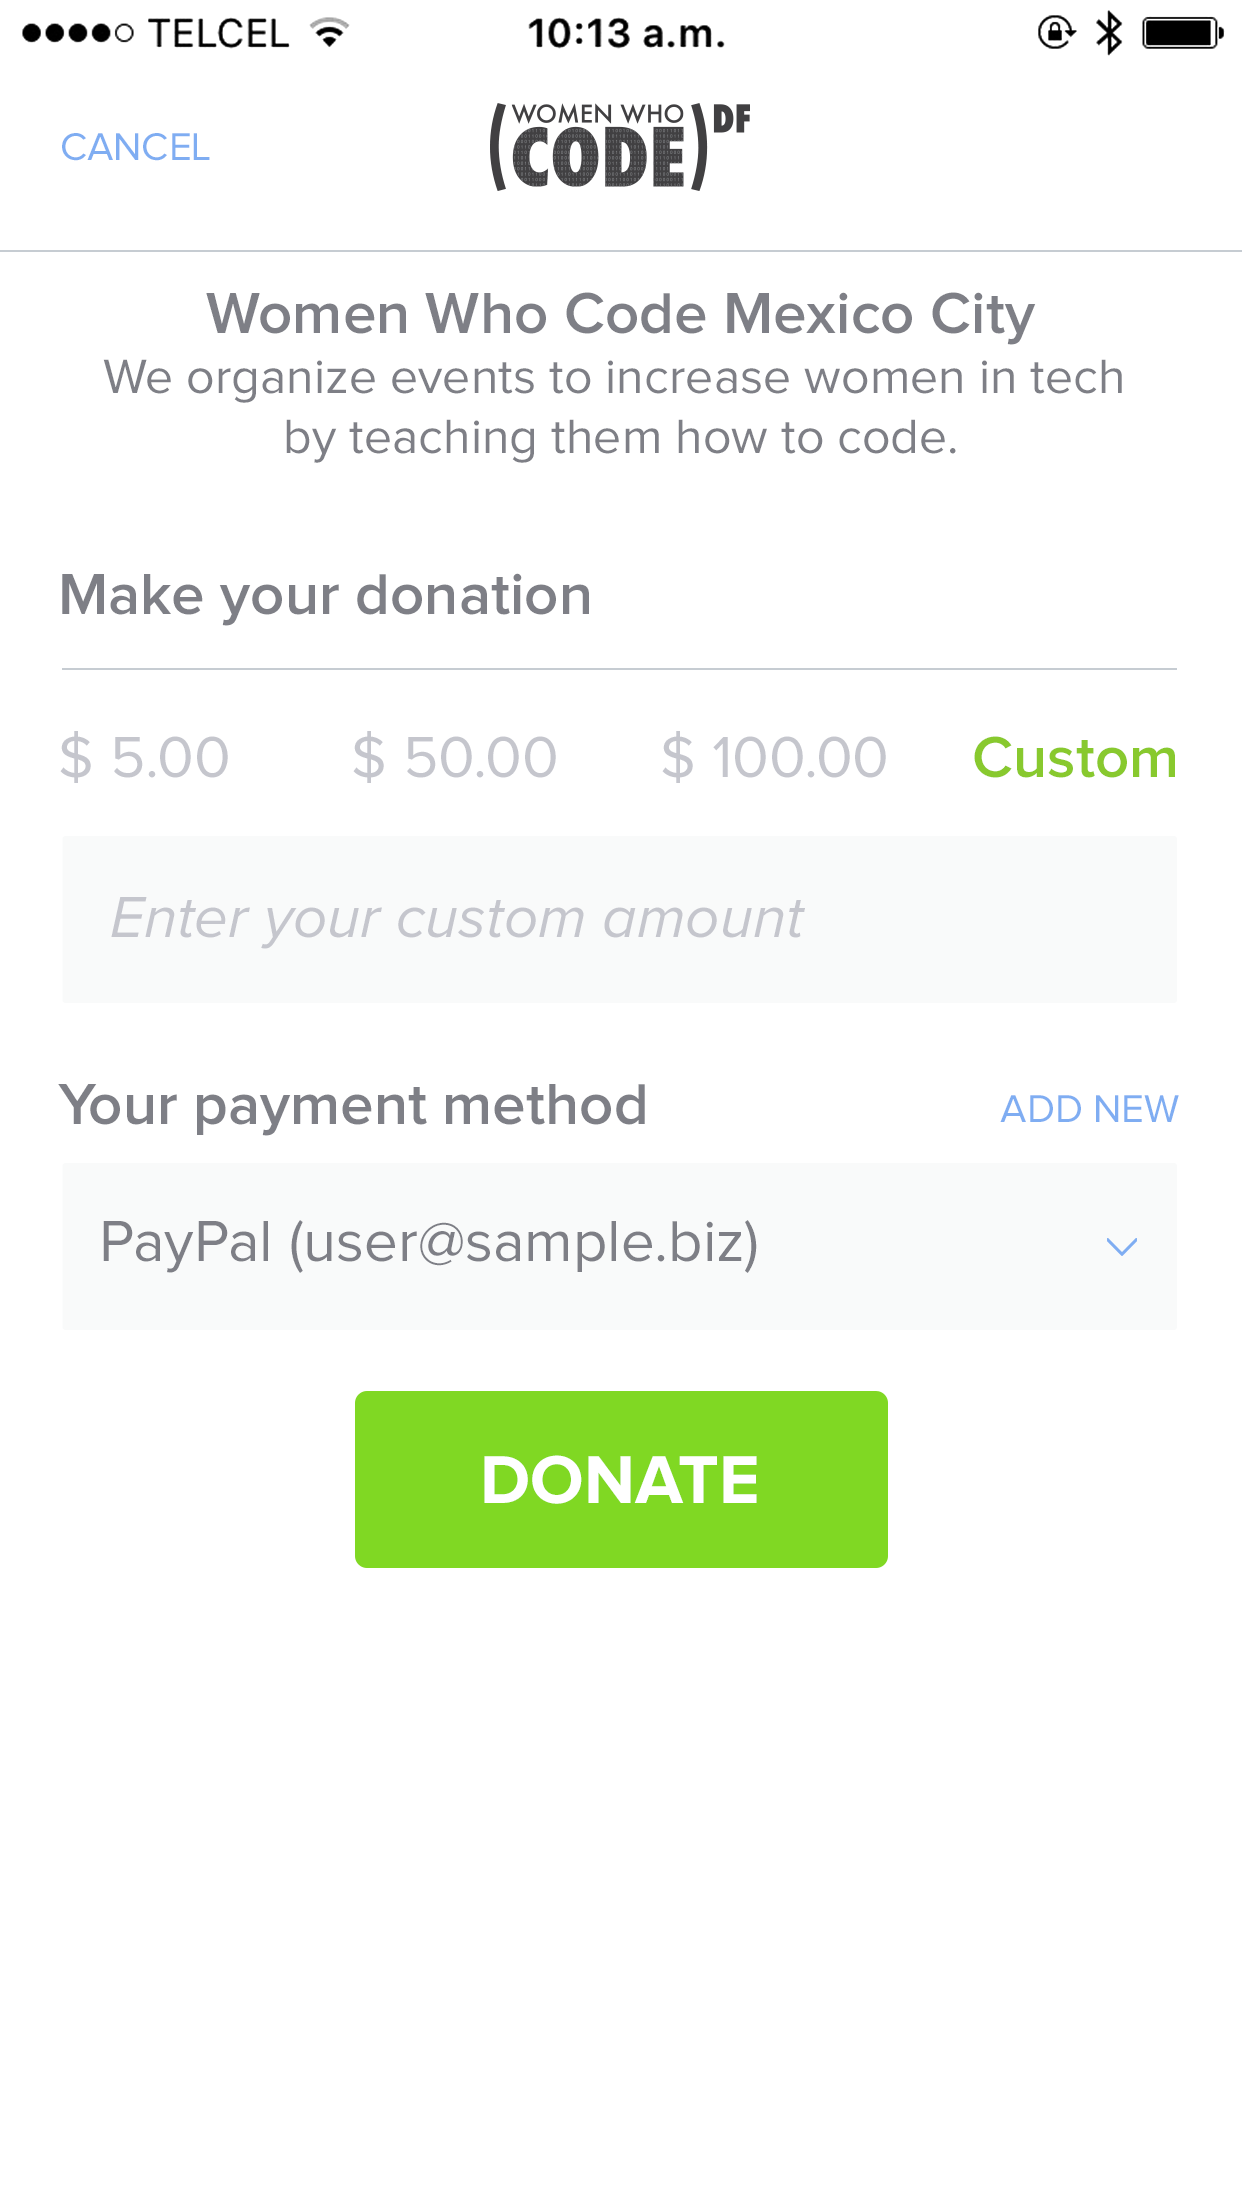 TELCEL 10:13 a.m.
CANCEL
WOMEN WHO
CODE DF
Women Who Code Mexico City
We organize events to increase women in tech
by teaching them how to code.
Make your donation
$ 5.00 $ 50.00 $ 100.00 Custom
Enter your custom amount
Your payment method ADD NEW
PayPal (user@sample.biz)
DONATE